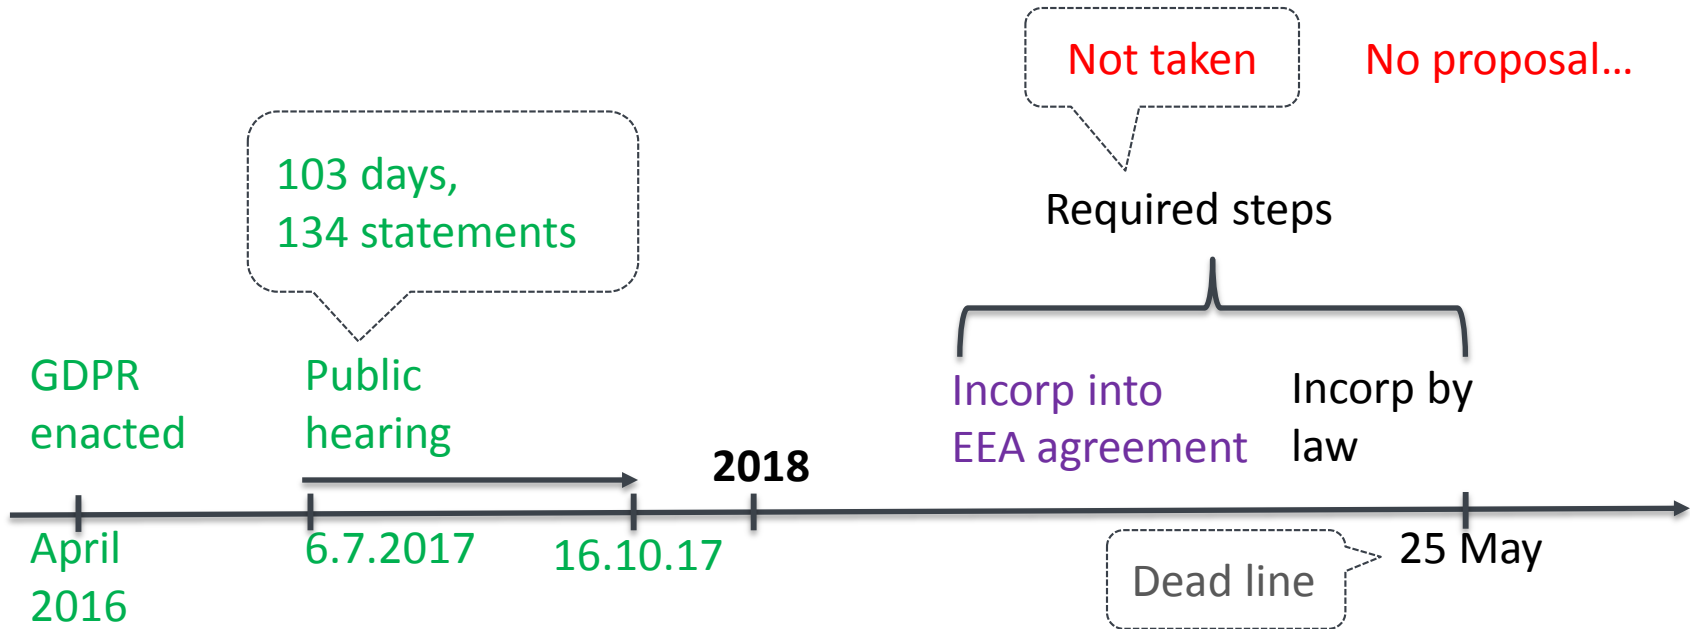 Not taken
No proposal...
103 days,
134 statements
Required steps
GDPR
enacted
Public
hearing
Incorp into
EEA agreement
Incorp by
law
2018
April
2016
6.7.2017
16.10.17
25 May
Dead line